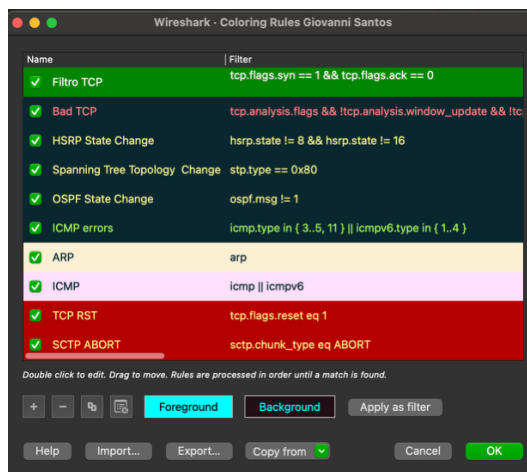 Wireshark · Coloring Rules Giovanni Santos
Name Filter
Filtro TCP tcp.flags.syn == 1 && tcp.flags.ack == 0
Bad TCP tcp.analysis.flags && !tcp.analysis.window_update && !tc
HSRP State Change hsrp.state != 8 && hsrp.state != 16
Spanning Tree Topology Change stp.type == 0x80
OSPF State Change ospf.msg != 1
ICMP errors icmp.type in { 3..5, 11 } || icmpv6.type in { 1..4 }
ARP arp
ICMP icmp || icmpv6
TCP RST tcp.flags.reset eq 1
SCTP ABORT sctp.chunk_type eq ABORT
Double click to edit. Drag to move. Rules are processed in order until a match is found.
+ − Foreground Background Apply as filter
Help Import... Export... Copy from Cancel OK